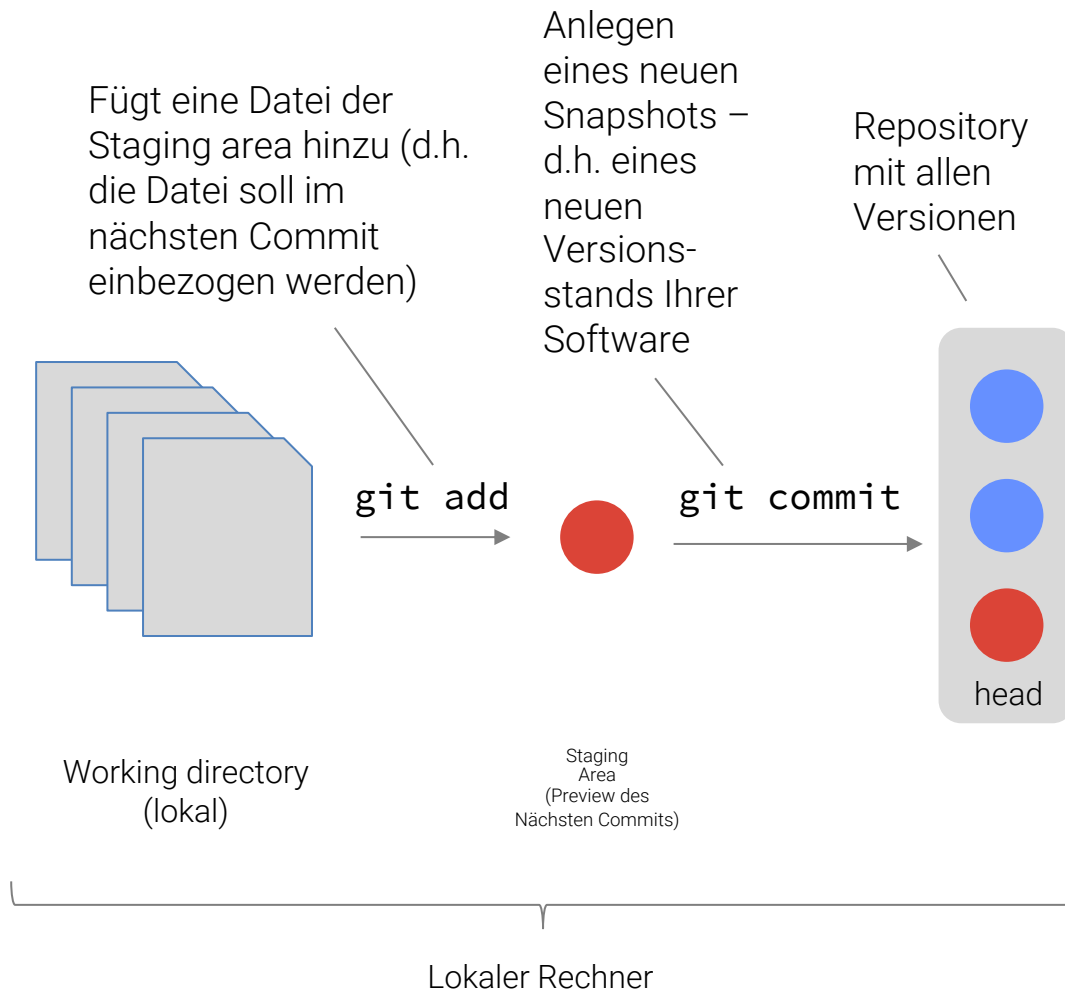 Fügt eine Datei der
Staging area hinzu (d.h.
die Datei soll im
nächsten Commit
einbezogen werden)
Anlegen
eines neuen
Snapshots –
d.h. eines
neuen
Versions-
stands Ihrer
Software
Repository
mit allen
Versionen
git add
git commit
head
Working directory
(lokal)
Staging
Area
(Preview des
Nächsten Commits)
Lokaler Rechner